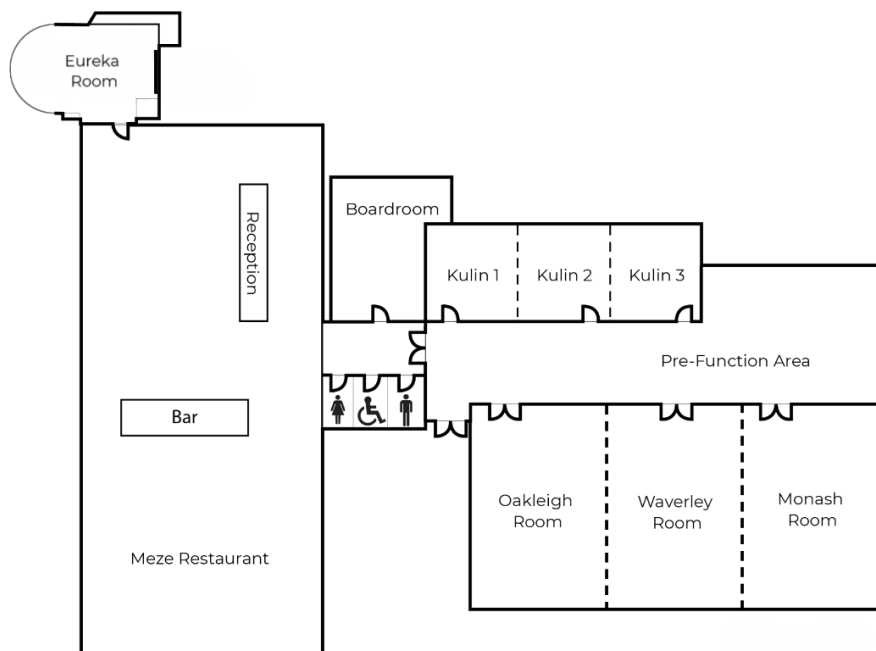 Eureka
Room
Boardroom
Reception
Kulin 1
Kulin 2
Kulin 3
Pre-Function Area
Bar
Oakleigh
Room
Waverley
Room
Monash
Room
Meze Restaurant